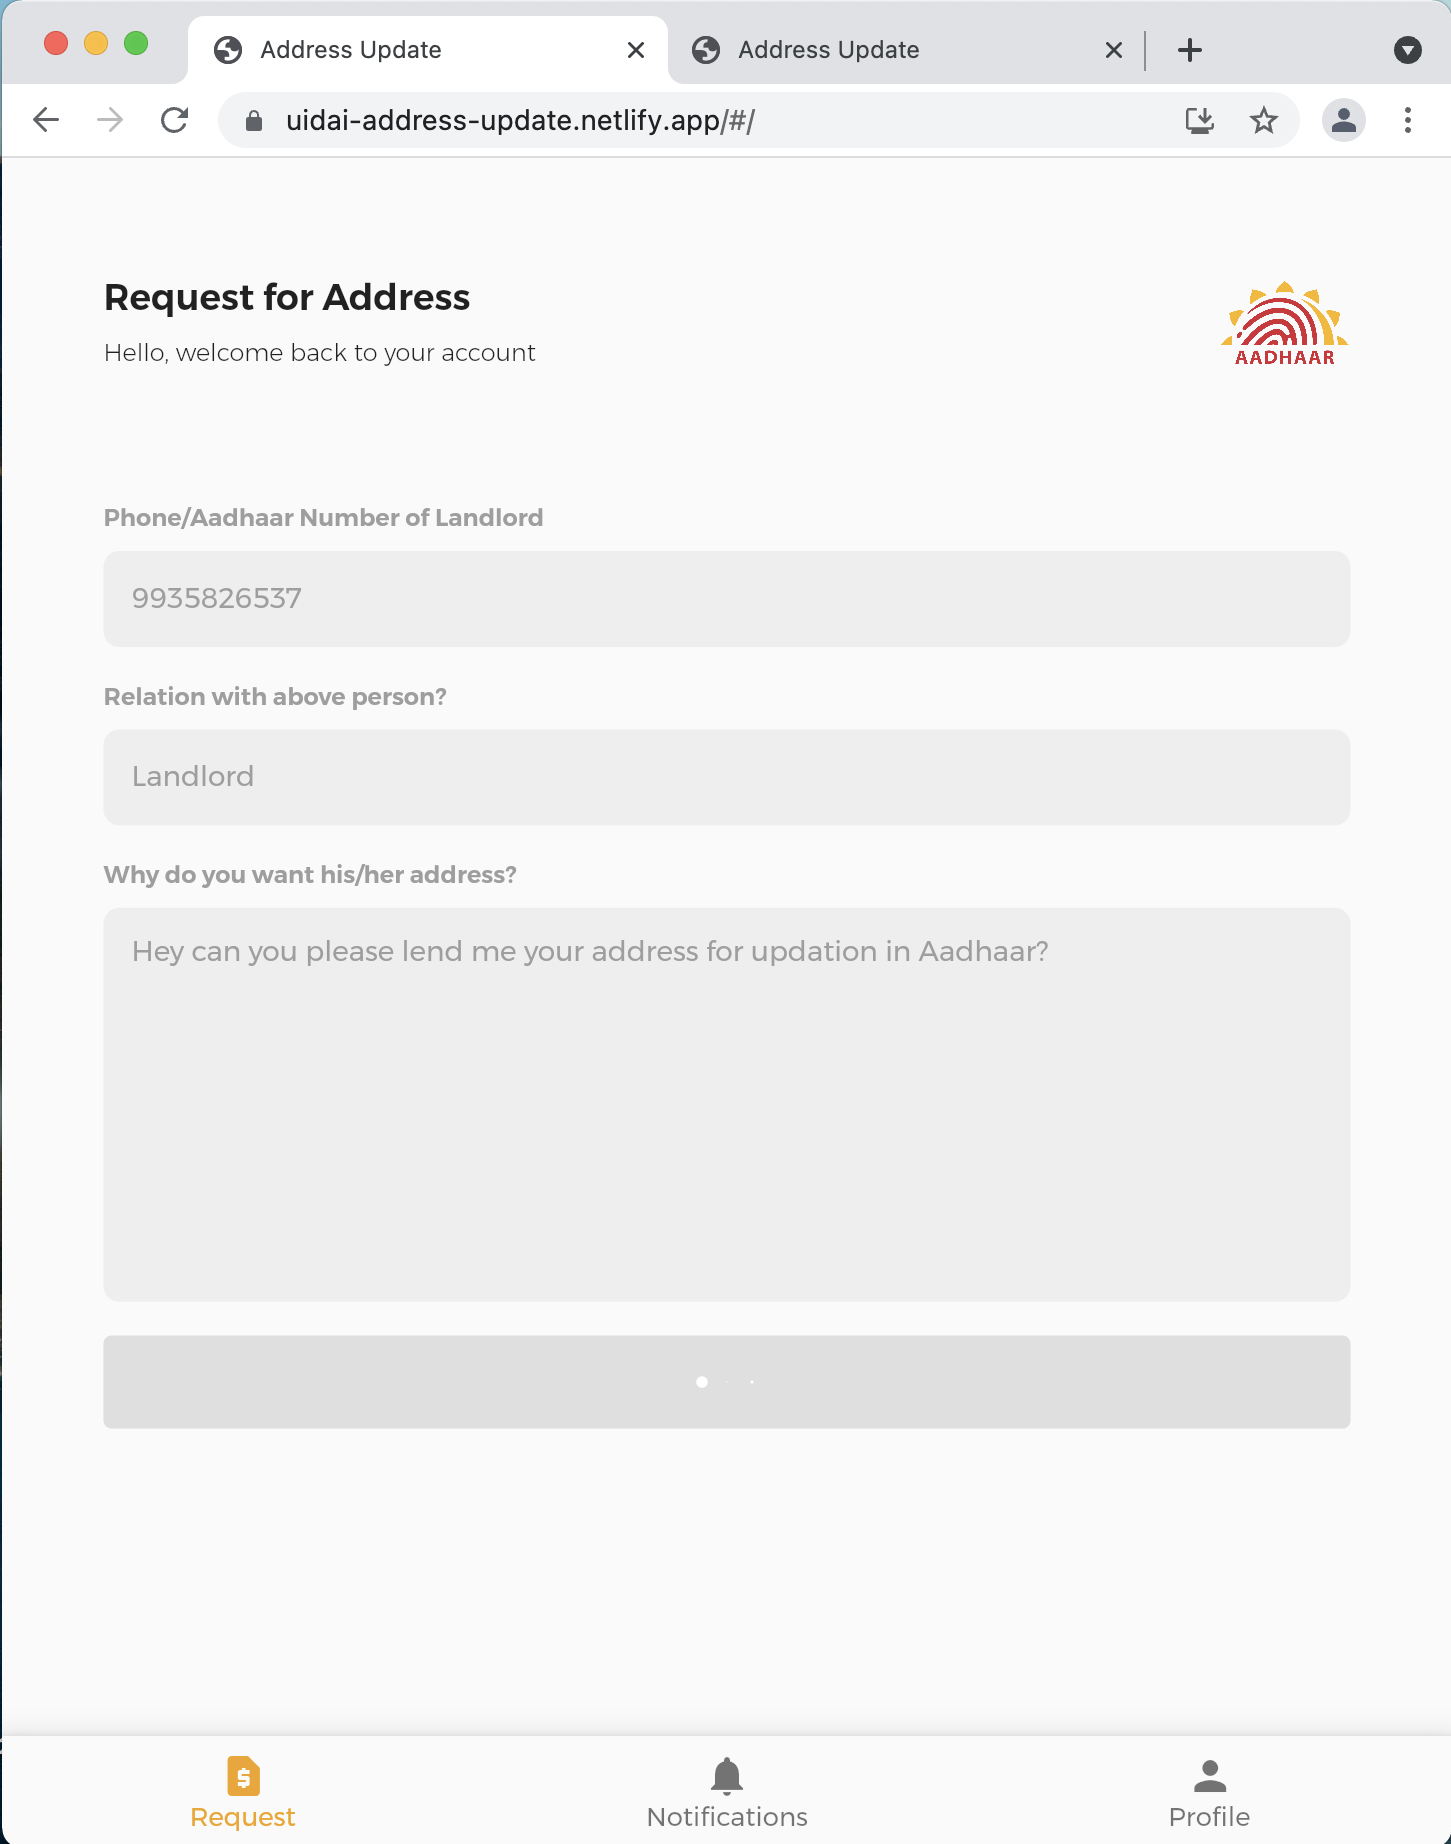 Address Update
Address Update
uidai-address-update.netlify.app/#/
Request for Address
Hello, welcome back to your account
AADHAAR
Phone/Aadhaar Number of Landlord
9935826537
Relation with above person?
Landlord
Why do you want his/her address?
Hey can you please lend me your address for updation in Aadhaar?
Request
Notifications
Profile